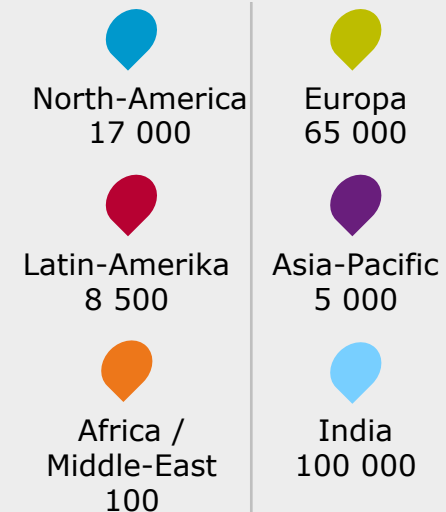 North-America
17 000
Europa
65 000
Latin-Amerika
8 500
Asia-Pacific
5 000
Africa /
Middle-East
100
India
100 000